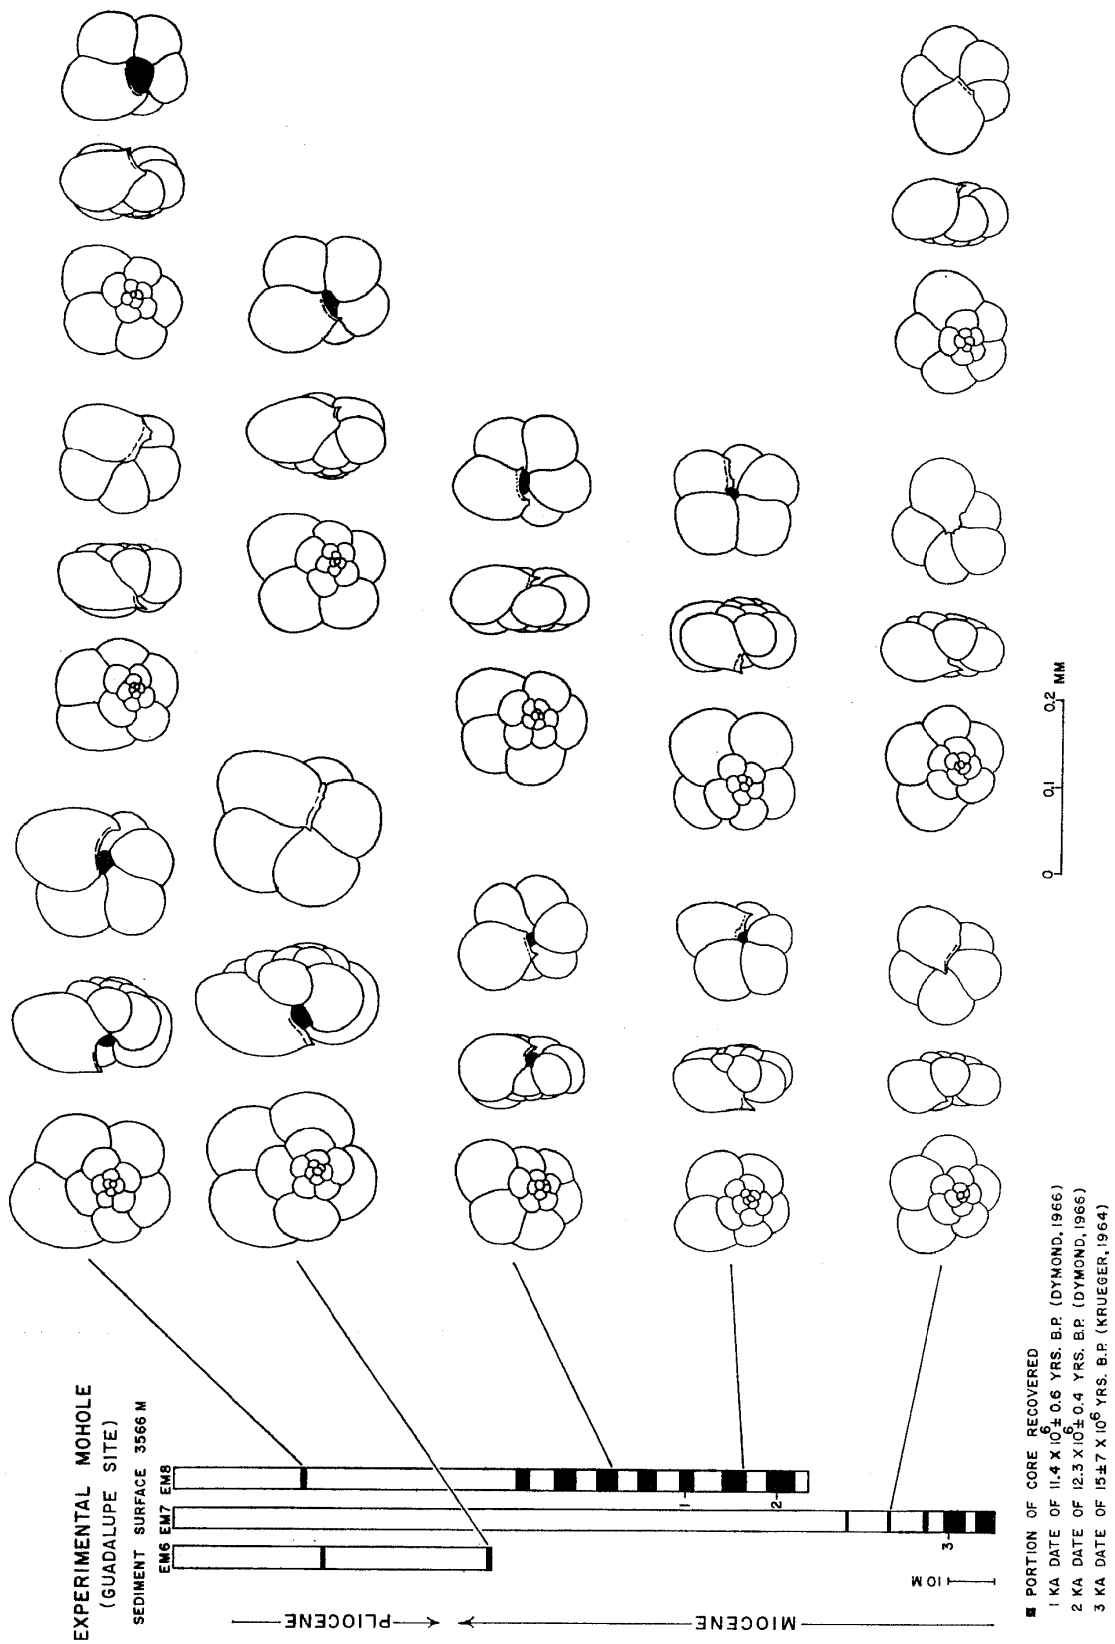 EXPERIMENTAL MOHOLE
(GUADALUPE SITE)
SEDIMENT SURFACE 3566 M
EM6 EM7 EM8
PLIOCENE
MIOCENE
1
2
3
10 M
0 0.1 0.2 MM
PORTION OF CORE RECOVERED
1 KA DATE OF 11.4 X 10⁶ ± 0.6 YRS. B.P. (DYMOND, 1966)
2 KA DATE OF 12.3 X 10⁶ ± 0.4 YRS. B.P. (DYMOND, 1966)
3 KA DATE OF 15 ± 7 X 10⁶ YRS. B.P. (KRUEGER, 1964)